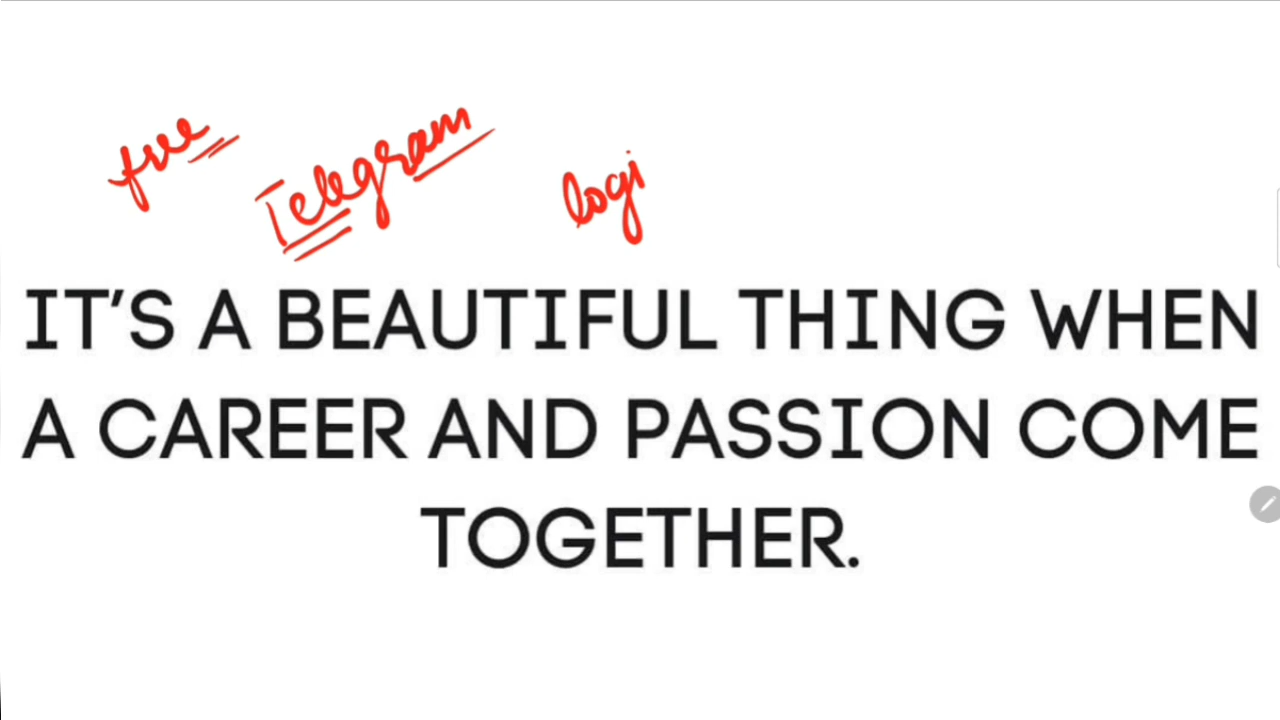 free Telegram logi
IT'S A BEAUTIFUL THING WHEN
A CAREER AND PASSION COME
TOGETHER.